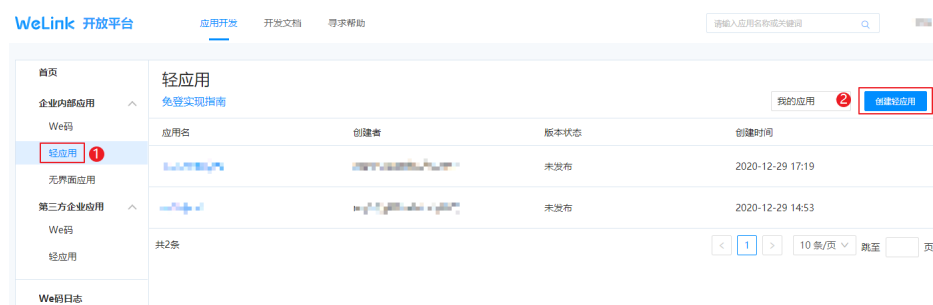 WeLink 开放平台 应用开发 开发文档 寻求帮助 请输入应用名称或关键词
首页
企业内部应用
We码
轻应用 1
无界面应用
第三方企业应用
We码
轻应用
We码日志
轻应用
免登实现指南
我的应用 2 创建轻应用
应用名 创建者 版本状态 创建时间
未发布 2020-12-29 17:19
未发布 2020-12-29 14:53
共2条 < 1 > 10 条/页 跳至 页